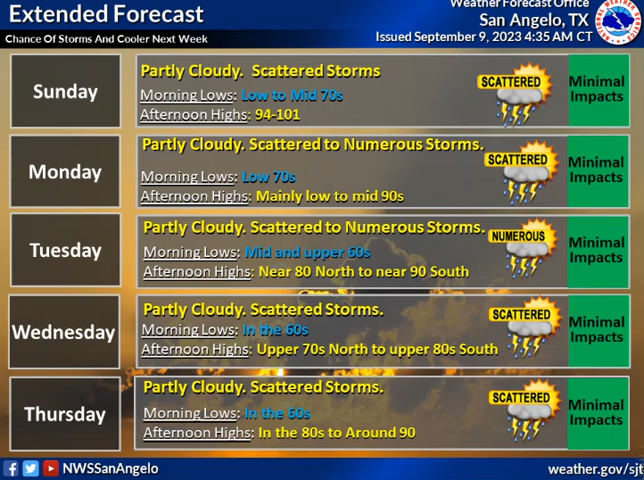 Extended Forecast
Chance Of Storms And Cooler Next Week
Weather Forecast Office
San Angelo, TX
Issued September 9, 2023 4:35 AM CT
Sunday
Partly Cloudy. Scattered Storms
Morning Lows: Low to Mid 70s
Afternoon Highs: 94-101
SCATTERED
Minimal
Impacts
Monday
Partly Cloudy. Scattered to Numerous Storms.
Morning Lows: Low 70s
Afternoon Highs: Mainly low to mid 90s
SCATTERED
Minimal
Impacts
Tuesday
Partly Cloudy. Scattered to Numerous Storms.
Morning Lows: Mid and upper 60s
Afternoon Highs: Near 80 North to near 90 South
NUMEROUS
Minimal
Impacts
Wednesday
Partly Cloudy. Scattered Storms.
Morning Lows: In the 60s
Afternoon Highs: Upper 70s North to upper 80s South
SCATTERED
Minimal
Impacts
Thursday
Partly Cloudy. Scattered Storms.
Morning Lows: In the 60s
Afternoon Highs: In the 80s to Around 90
SCATTERED
Minimal
Impacts
NWSSanAngelo
weather.gov/sjt